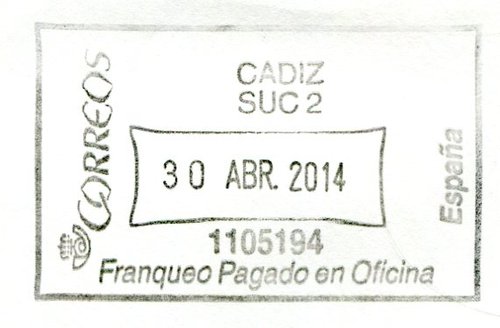 CORREOS
CADIZ
SUC 2
30 ABR. 2014
1105194
Franqueo Pagado en Oficina
España